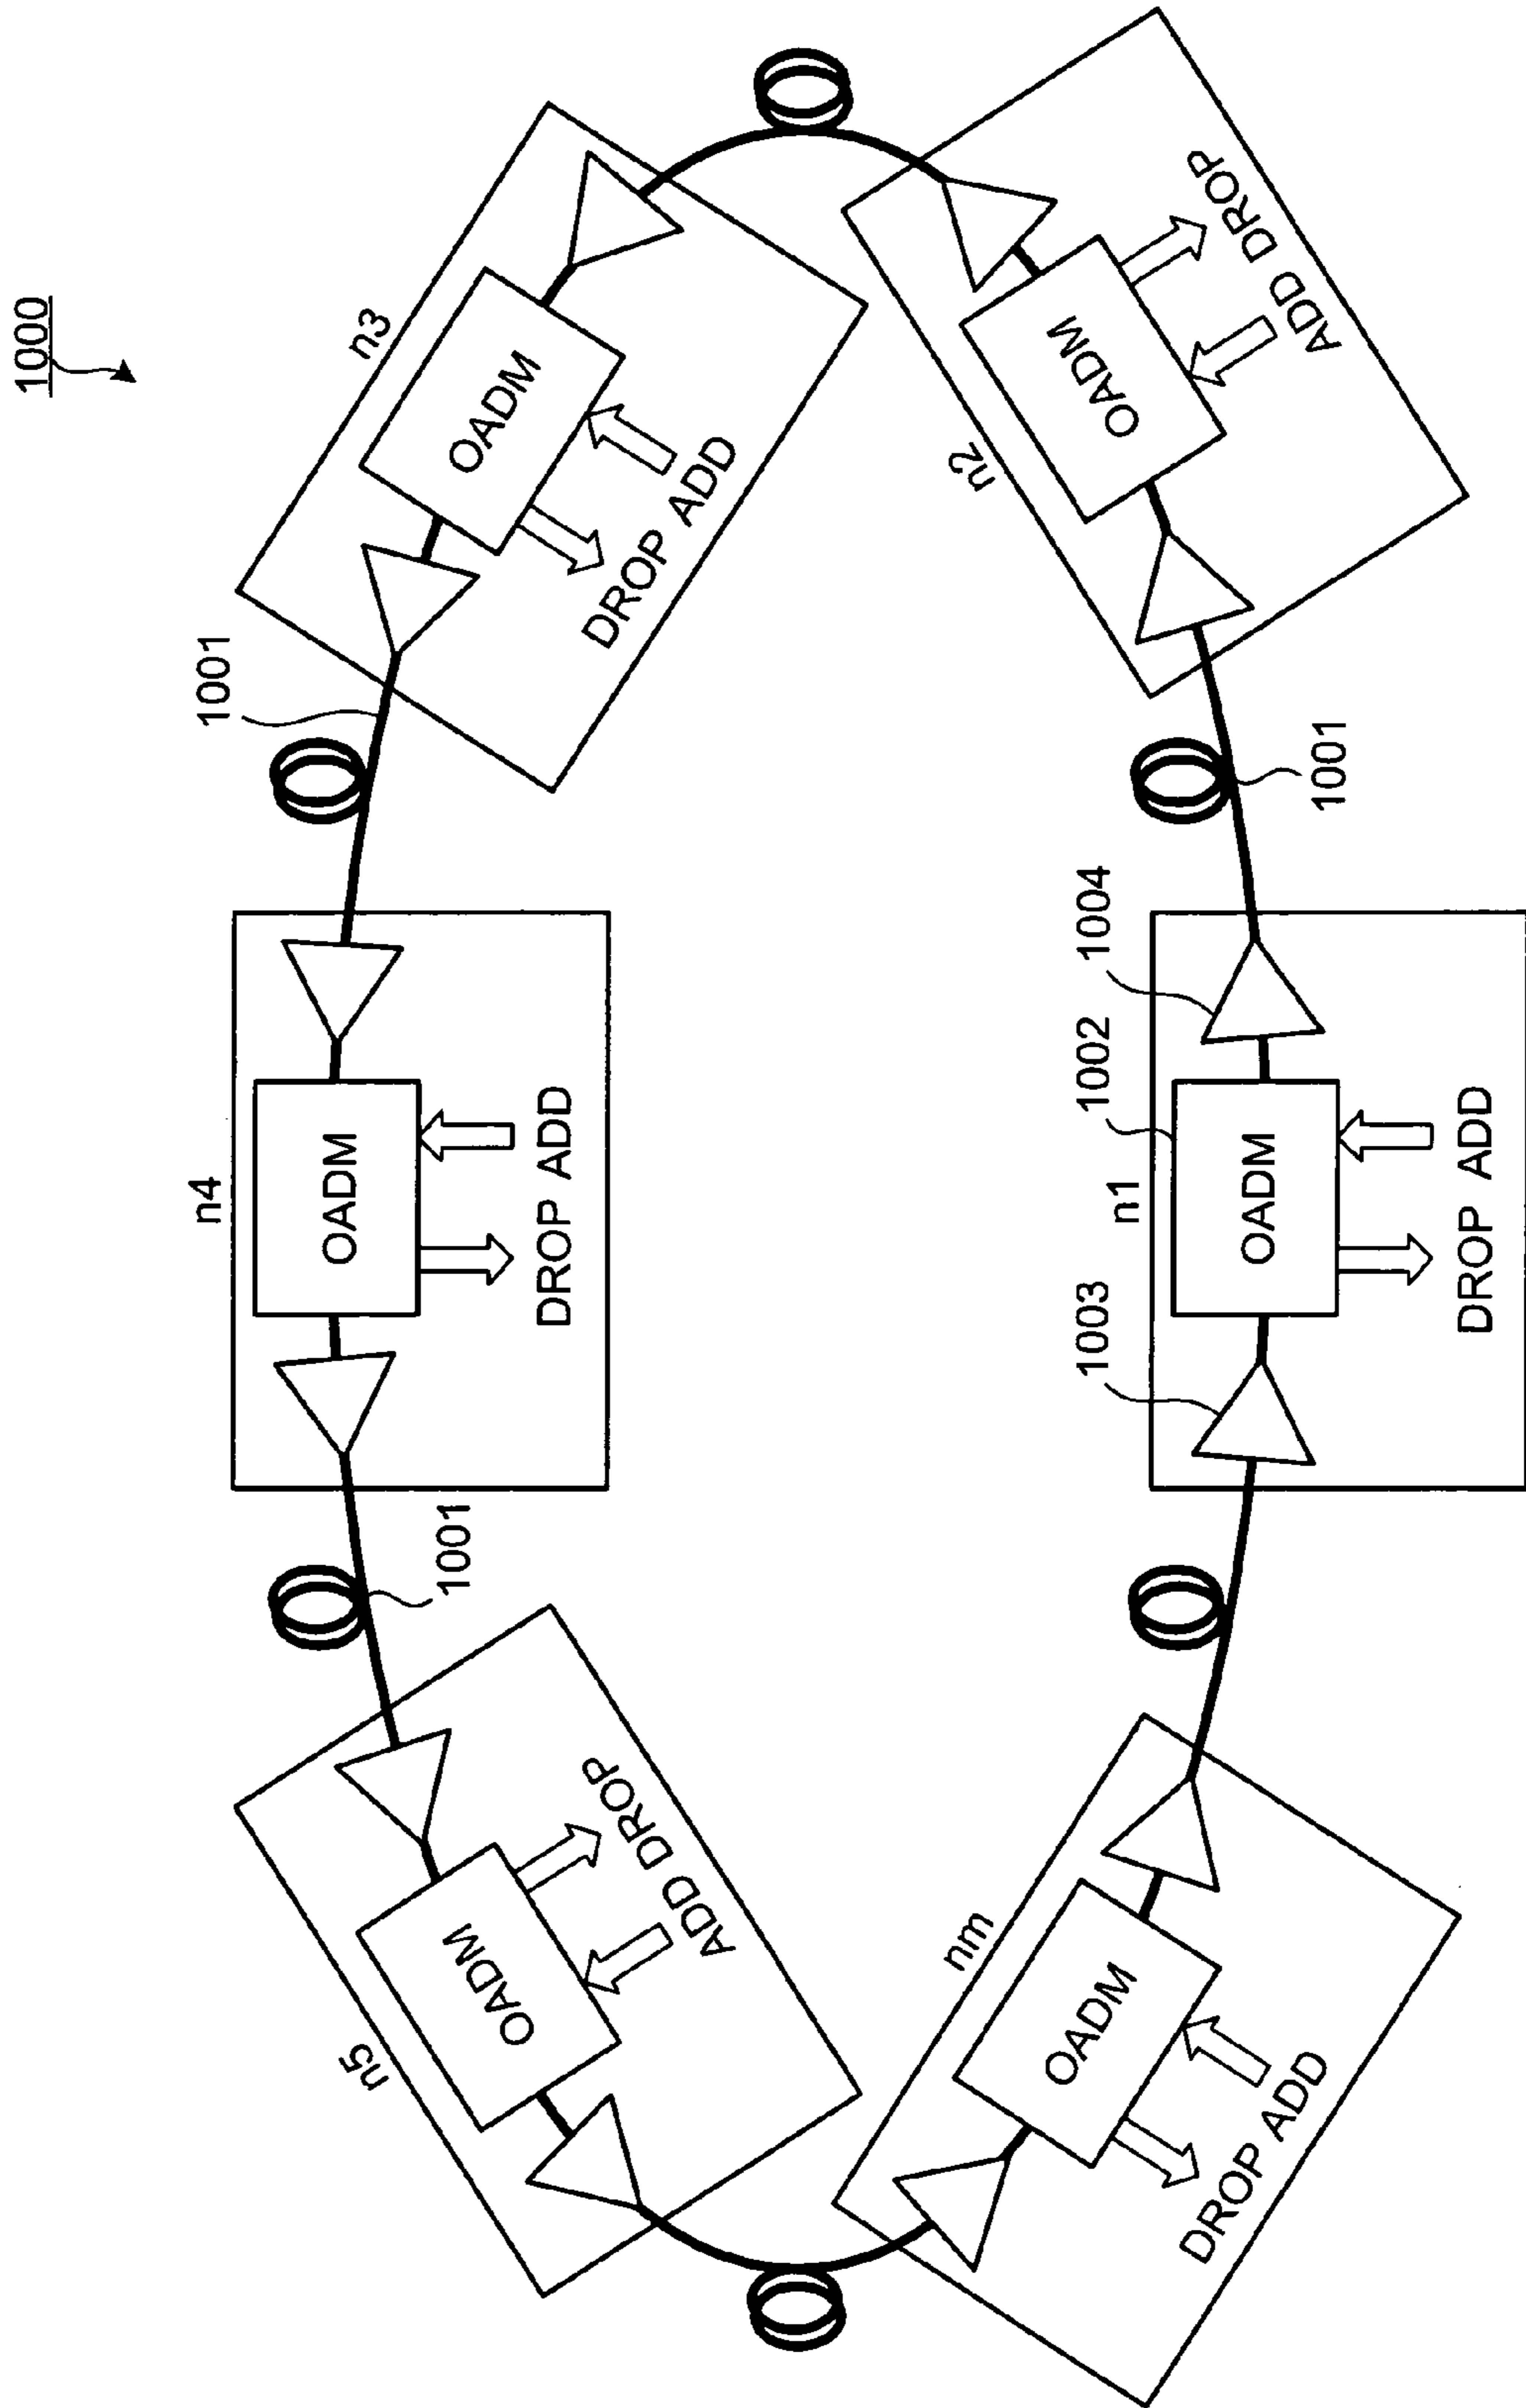 1000
n4
OADM
DROP ADD
n5
OADM
ADD DROP
1001
1001
n3
OADM
DROP ADD
nm
OADM
DROP ADD
n1
1003
1002
1004
OADM
DROP ADD
1001
n2
OADM
ADD DROP